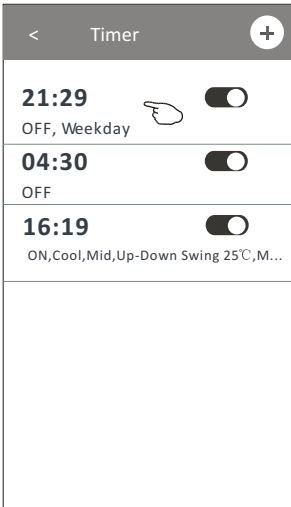 < Timer +
21:29
OFF, Weekday
04:30
OFF
16:19
ON,Cool,Mid,Up-Down Swing 25℃,M...